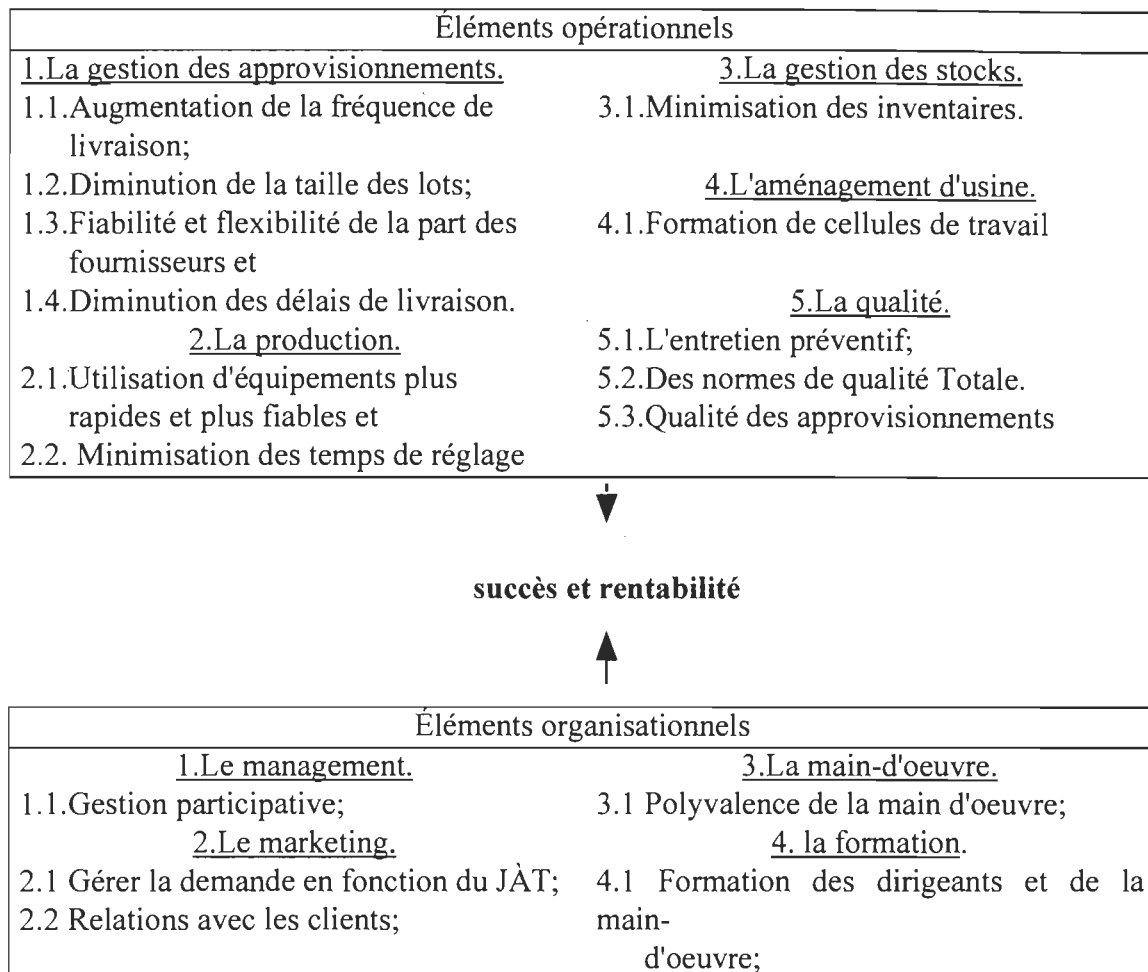 Éléments opérationnels
1.La gestion des approvisionnements.
1.1.Augmentation de la fréquence de
livraison;
1.2.Diminution de la taille des lots;
1.3.Fiabilité et flexibilité de la part des
fournisseurs et
1.4.Diminution des délais de livraison.
2.La production.
2.1.Utilisation d'équipements plus
rapides et plus fiables et
2.2. Minimisation des temps de réglage
3.La gestion des stocks.
3.1.Minimisation des inventaires.
4.L'aménagement d'usine.
4.1.Formation de cellules de travail
5.La qualité.
5.1.L'entretien préventif;
5.2.Des normes de qualité Totale.
5.3.Qualité des approvisionnements
succès et rentabilité
Éléments organisationnels
1.Le management.
1.1.Gestion participative;
2.Le marketing.
2.1 Gérer la demande en fonction du JÀT;
2.2 Relations avec les clients;
3.La main-d'oeuvre.
3.1 Polyvalence de la main d'oeuvre;
4. la formation.
4.1 Formation des dirigeants et de la
main-
d'oeuvre;